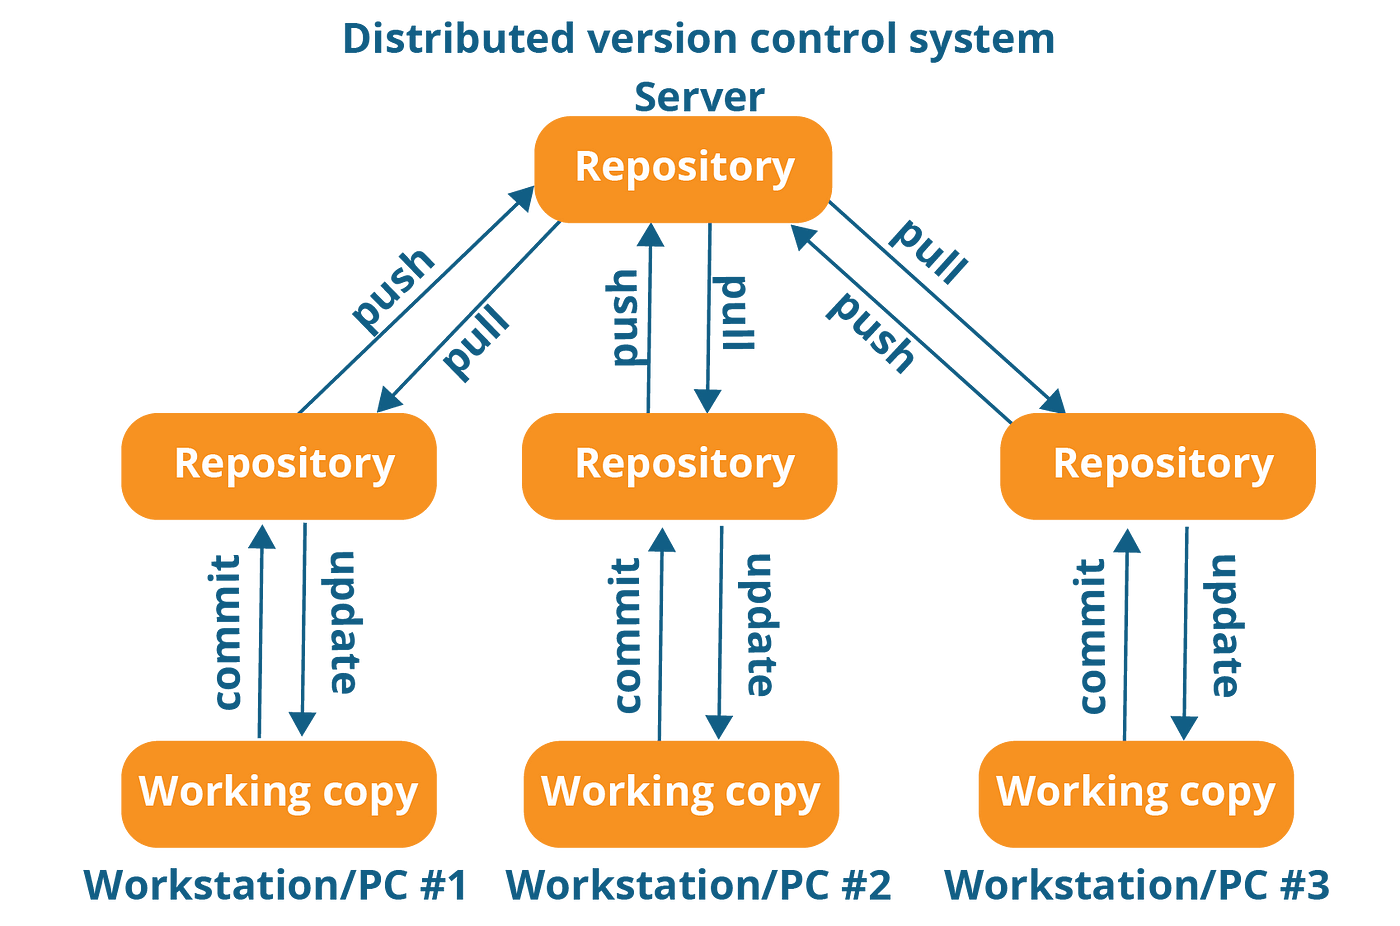 Distributed version control system
Server
Repository
push
pull
push
pull
push
pull
Repository
Repository
Repository
commit
update
commit
update
commit
update
Working copy
Working copy
Working copy
Workstation/PC #1
Workstation/PC #2
Workstation/PC #3